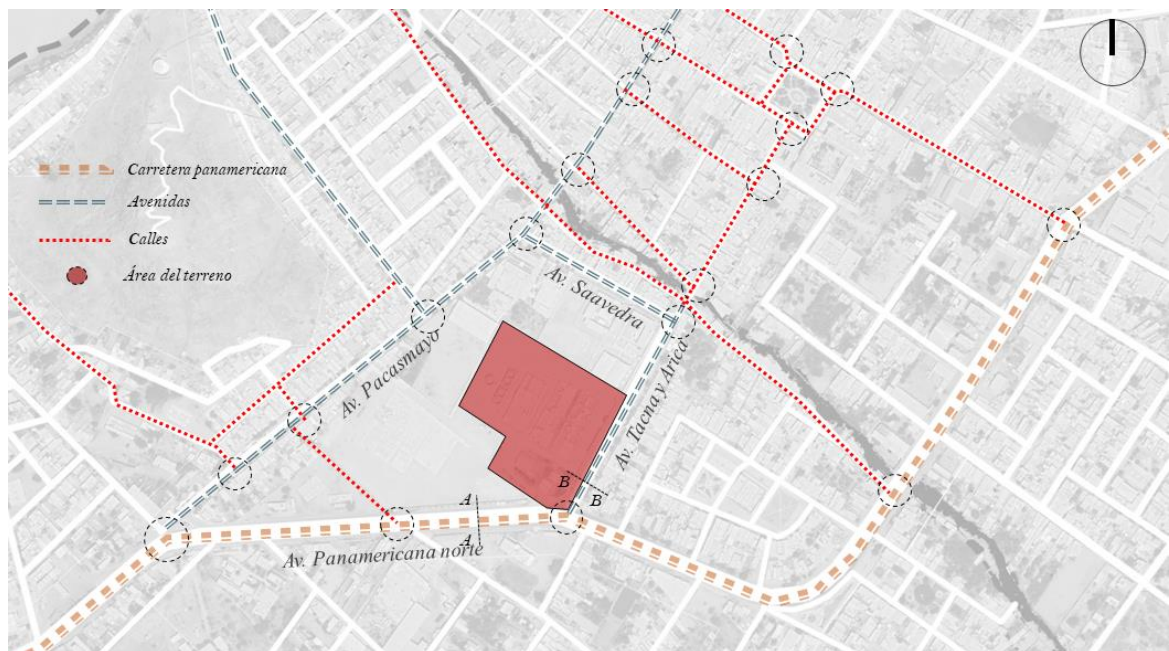 Carretera panamericana
Avenidas
Calles
Área del terreno
Av. Saavedra
Av. Pacasmayo
Av. Tacna y Arica
B
B
A
A
Av. Panamericana norte